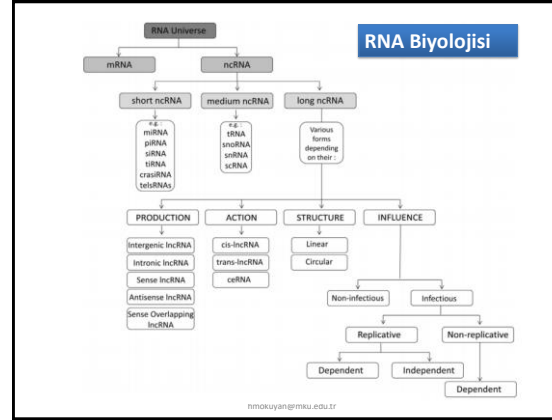 RNA Universe
RNA Biyolojisi
mRNA
ncRNA
short ncRNA
medium ncRNA
long ncRNA
e.g.:
miRNA
piRNA
siRNA
tiRNA
crasiRNA
telsRNAs
e.g.:
tRNA
snoRNA
snRNA
scRNA
Various
forms
depending
on their :
PRODUCTION
ACTION
STRUCTURE
INFLUENCE
Intergenic lncRNA
Intronic lncRNA
Sense lncRNA
Antisense lncRNA
Sense Overlapping
lncRNA
cis-lncRNA
trans-lncRNA
ceRNA
Linear
Circular
Non-infectious
Infectious
Replicative
Non-replicative
Dependent
Independent
Dependent
hmokuyan@mku.edu.tr